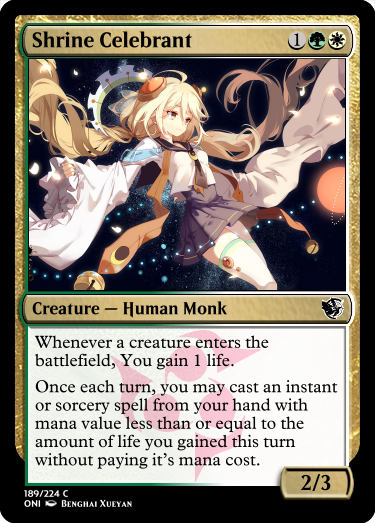 Shrine Celebrant 1
Creature — Human Monk
Whenever a creature enters the
battlefield, You gain 1 life.
Once each turn, you may cast an instant
or sorcery spell from your hand with
mana value less than or equal to the
amount of life you gained this turn
without paying it's mana cost.
2/3
189/224 C
ONI BENGHAI XUEYAN